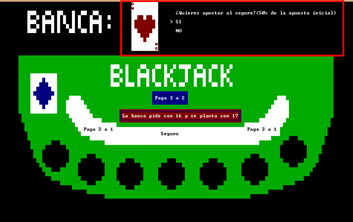 BANCA:
¿Quieres apostar al seguro?(50% de la apuesta inicial)
> SI
NO
BLACKJACK
Paga 3 a 2
La banca pide con 16 y se planta con 17
Paga 2 a 1
Seguro
Paga 2 a 1